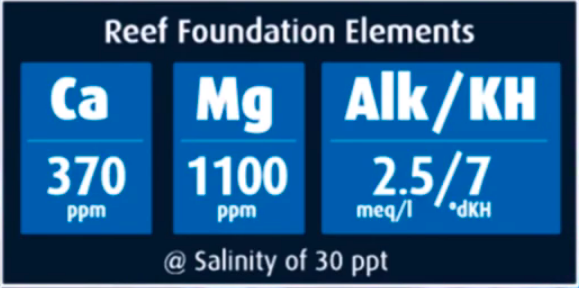 Reef Foundation Elements
Ca Mg Alk/KH
370 1100 2.5/7
ppm ppm meq/l °dKH
@ Salinity of 30 ppt